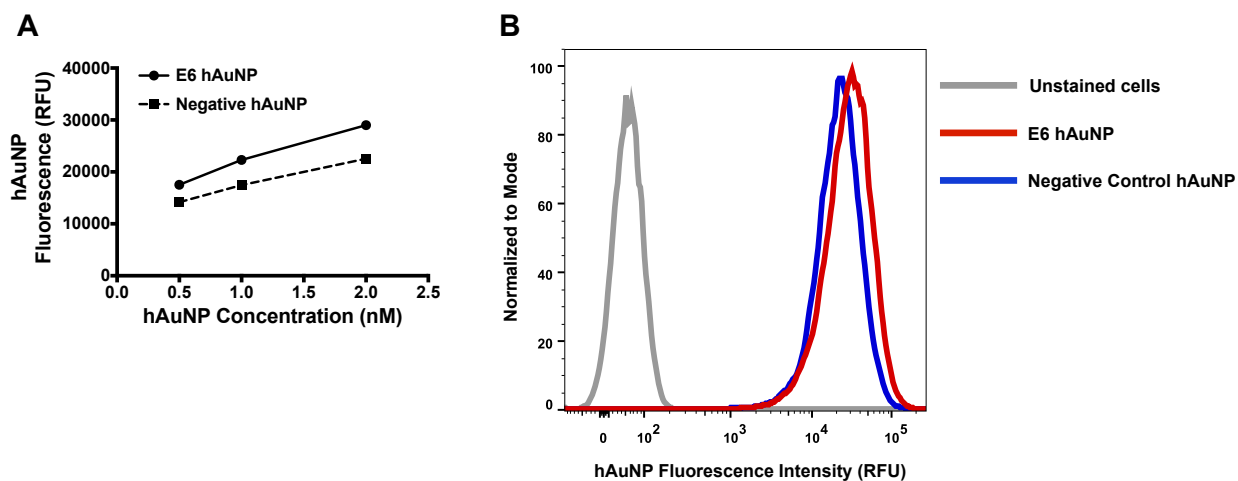 A
hAuNP
Fluorescence (RFU)
40000
30000
20000
10000
0
0.0 0.5 1.0 1.5 2.0 2.5
hAuNP Concentration (nM)
E6 hAuNP
Negative hAuNP
B
Normalized to Mode
100
80
60
40
20
0
0 10² 10³ 10⁴ 10⁵
hAuNP Fluorescence Intensity (RFU)
Unstained cells
E6 hAuNP
Negative Control hAuNP